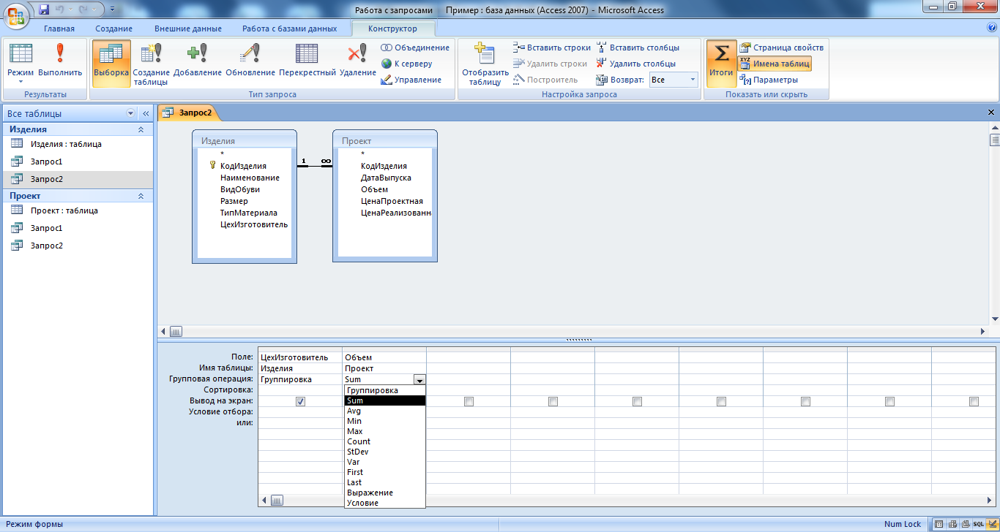 Работа с запросами Пример : база данных (Access 2007) - Microsoft Access
Главная Создание Внешние данные Работа с базами данных Конструктор
Режим Выполнить
Результаты
Выборка Создание таблицы Добавление Обновление Перекрестный Удаление
Объединение
К серверу
Управление
Тип запроса
Отобразить таблицу
Вставить строки
Удалить строки
Построитель
Вставить столбцы
Удалить столбцы
Возврат: Все
Настройка запроса
Итоги
Страница свойств
XYZ Имена таблиц
Параметры
Показать или скрыть
Все таблицы
Изделия
Изделия : таблица
Запрос1
Запрос2
Проект
Проект : таблица
Запрос1
Запрос2
Запрос2
Изделия
*
КодИзделия
Наименование
ВидОбуви
Размер
ТипМатериала
ЦехИзготовитель
1 ∞
Проект
*
КодИзделия
ДатаВыпуска
Объем
ЦенаПроектная
ЦенаРеализованн
Поле: ЦехИзготовитель Объем
Имя таблицы: Изделия Проект
Групповая операция: Группировка Sum
Сортировка:
Вывод на экран:
Условие отбора:
или:
Группировка
Sum
Avg
Min
Max
Count
StDev
Var
First
Last
Выражение
Условие
Режим формы Num Lock SQL